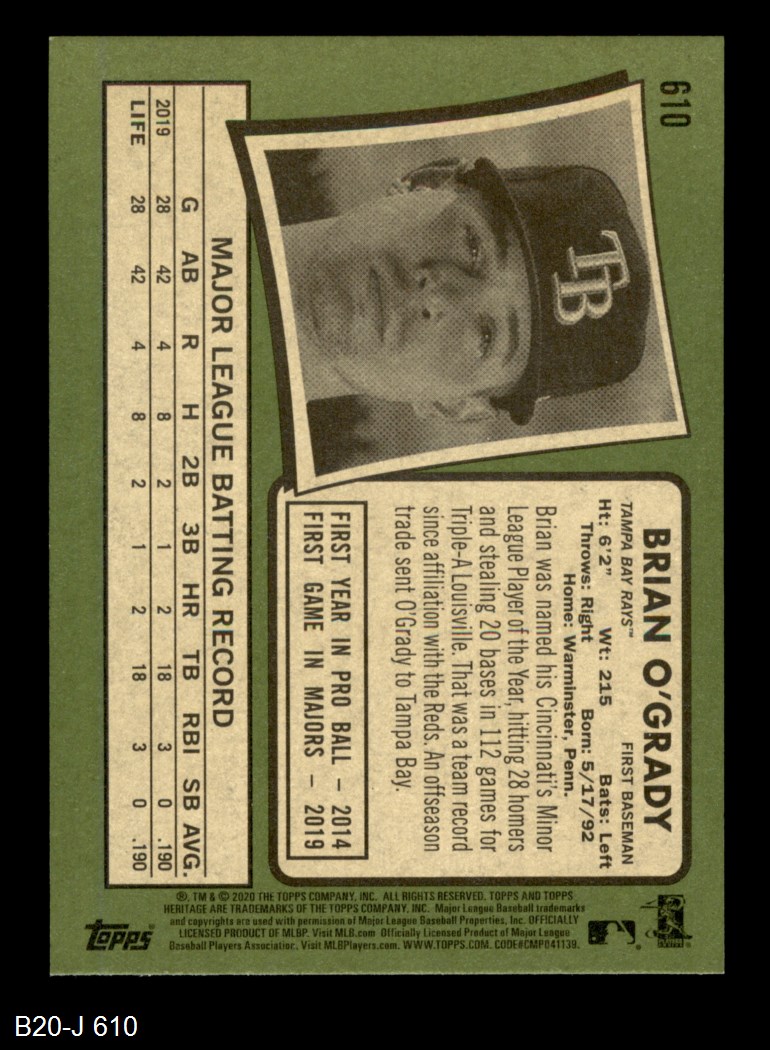 610
TB
BRIAN O'GRADY
TAMPA BAY RAYS™ FIRST BASEMAN
Ht: 6'2" Wt: 215 Bats: Left
Throws: Right Born: 5/17/92
Home: Warminster, Penn.
Brian was named his Cincinnati's Minor
League Player of the Year, hitting 28 homers
and stealing 20 bases in 112 games for
Triple-A Louisville. That was a team record
since affiliation with the Reds. An offseason
trade sent O'Grady to Tampa Bay.
FIRST YEAR IN PRO BALL – 2014
FIRST GAME IN MAJORS – 2019
MAJOR LEAGUE BATTING RECORD
G AB R H 2B 3B HR TB RBI SB AVG.
2019 28 42 4 8 2 1 2 18 3 0 .190
LIFE 28 42 4 8 2 1 2 18 3 0 .190
®, TM & © 2020 THE TOPPS COMPANY, INC. ALL RIGHTS RESERVED. TOPPS AND TOPPS
HERITAGE ARE TRADEMARKS OF THE TOPPS COMPANY, INC. Major League Baseball trademarks
and copyrights are used with permission of Major League Baseball Properties, Inc. OFFICIALLY
LICENSED PRODUCT OF MLBP. Visit MLB.com Officially Licensed Product of Major League
Baseball Players Association. Visit MLBPlayers.com. WWW.TOPPS.COM. CODE#CMP041139.
topps
B20-J 610